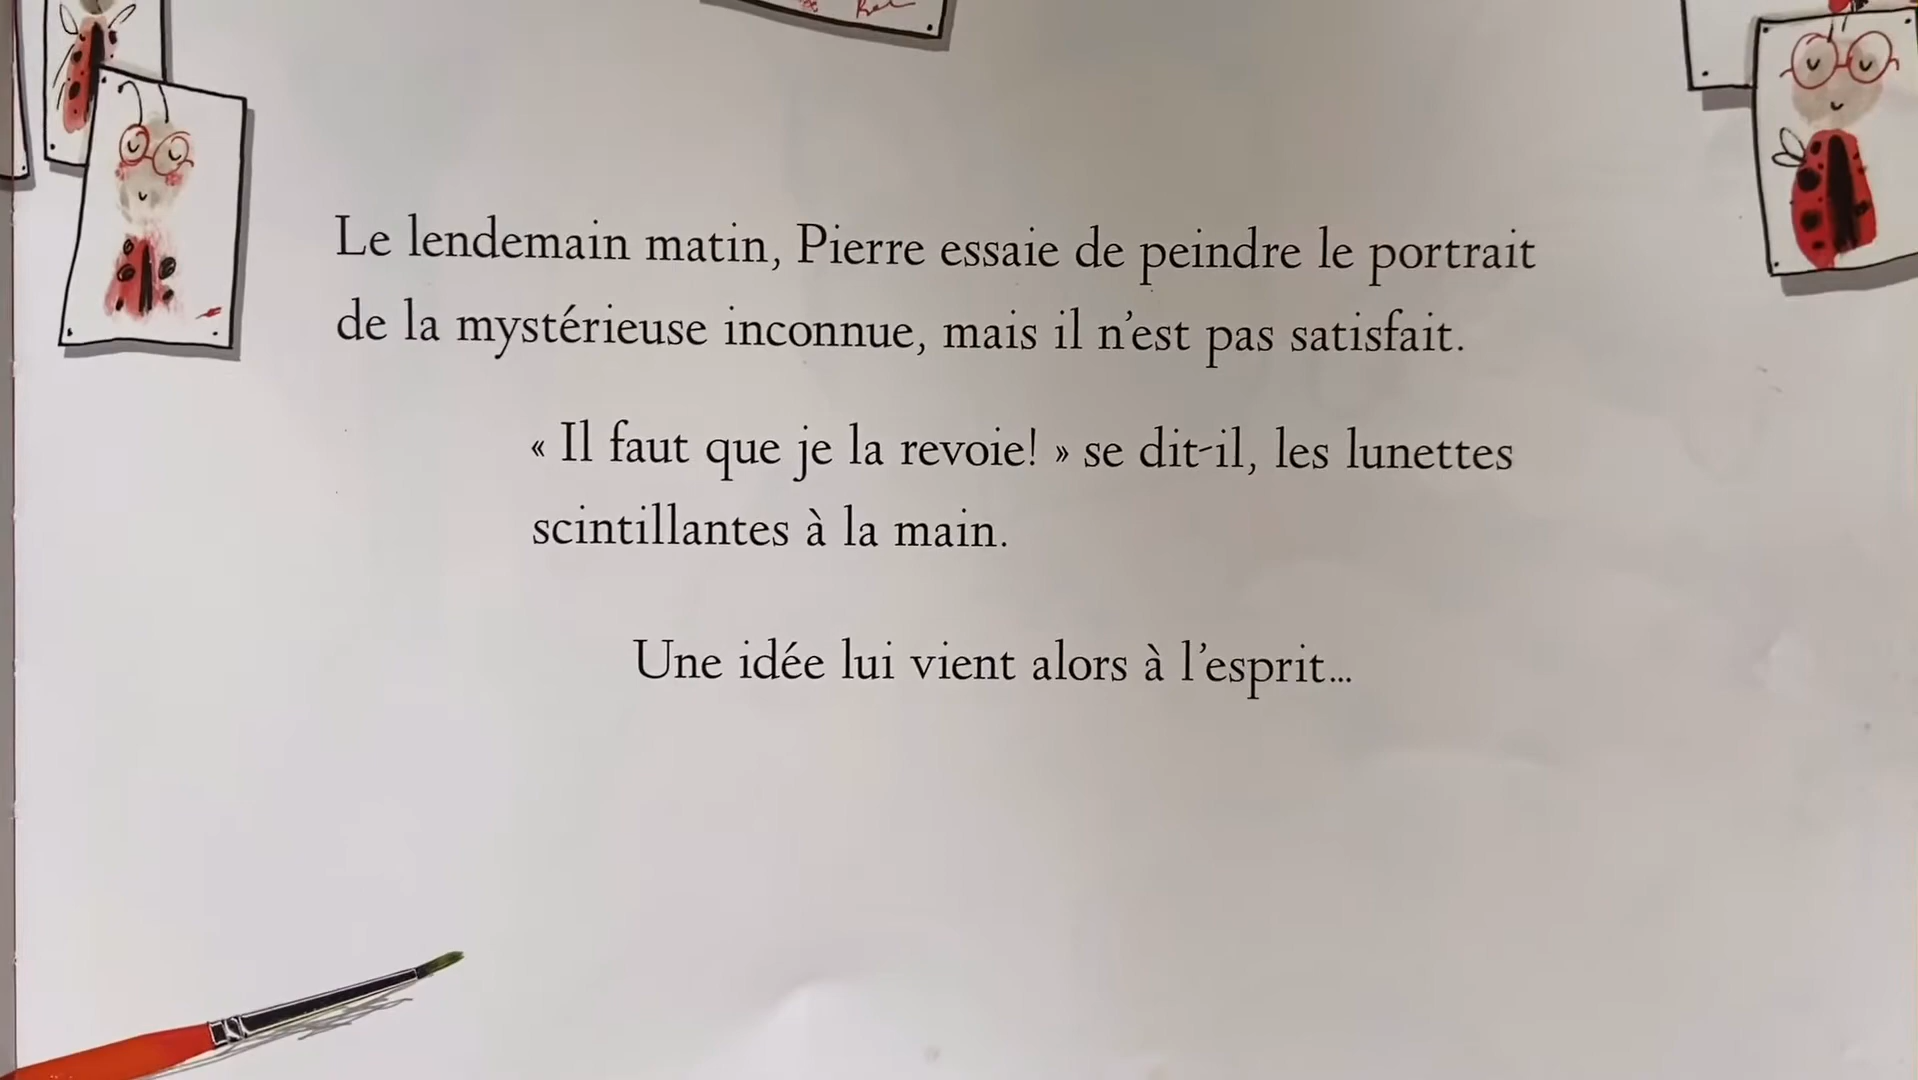 Le lendemain matin, Pierre essaie de peindre le portrait
de la mystérieuse inconnue, mais il n'est pas satisfait.
« Il faut que je la revoie! » se dit-il, les lunettes
scintillantes à la main.
Une idée lui vient alors à l'esprit...